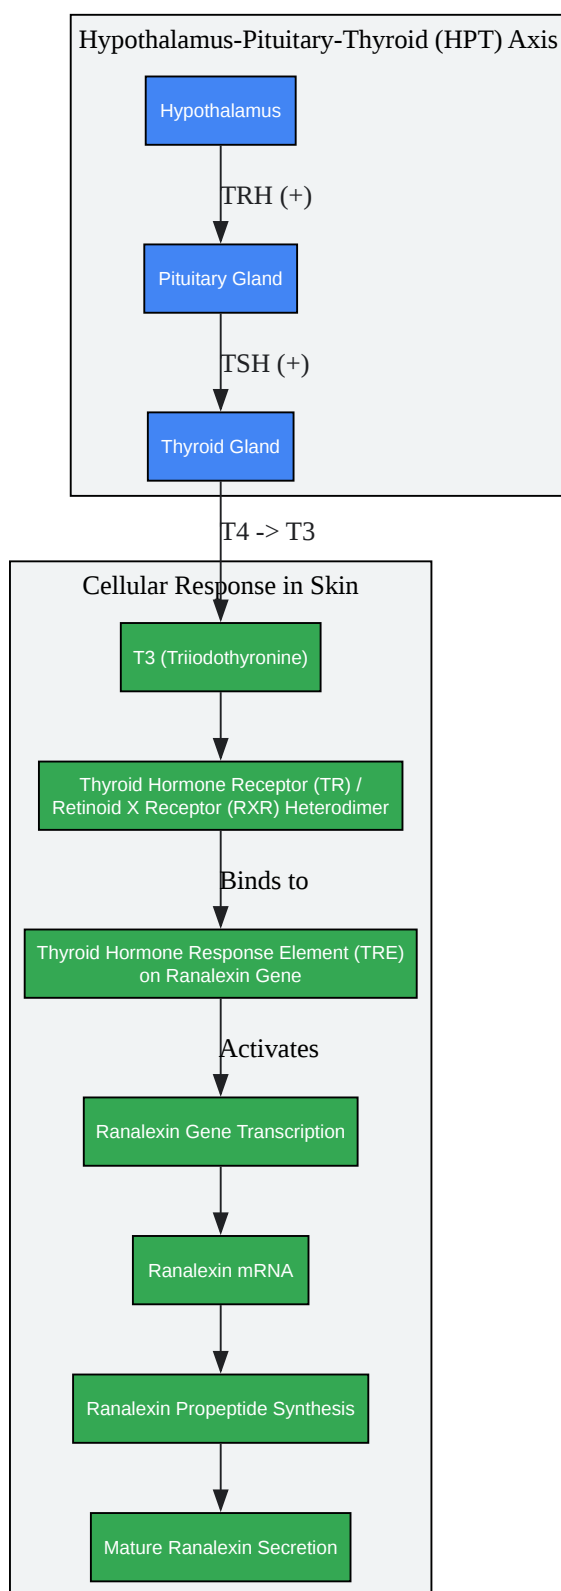 Hypothalamus-Pituitary-Thyroid (HPT) Axis
Hypothalamus
TRH (+)
Pituitary Gland
TSH (+)
Thyroid Gland
T4 -> T3
Cellular Response in Skin
T3 (Triiodothyronine)
Thyroid Hormone Receptor (TR) /
Retinoid X Receptor (RXR) Heterodimer
Binds to
Thyroid Hormone Response Element (TRE)
on Ranalexin Gene
Activates
Ranalexin Gene Transcription
Ranalexin mRNA
Ranalexin Propeptide Synthesis
Mature Ranalexin Secretion